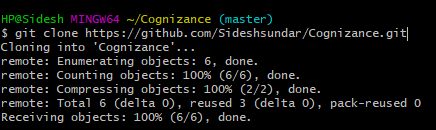 HP@Sidesh MINGW64 ~/Cognizance (master)
$ git clone https://github.com/Sideshsundar/Cognizance.git
Cloning into 'Cognizance'...
remote: Enumerating objects: 6, done.
remote: Counting objects: 100% (6/6), done.
remote: Compressing objects: 100% (2/2), done.
remote: Total 6 (delta 0), reused 3 (delta 0), pack-reused 0
Receiving objects: 100% (6/6), done.